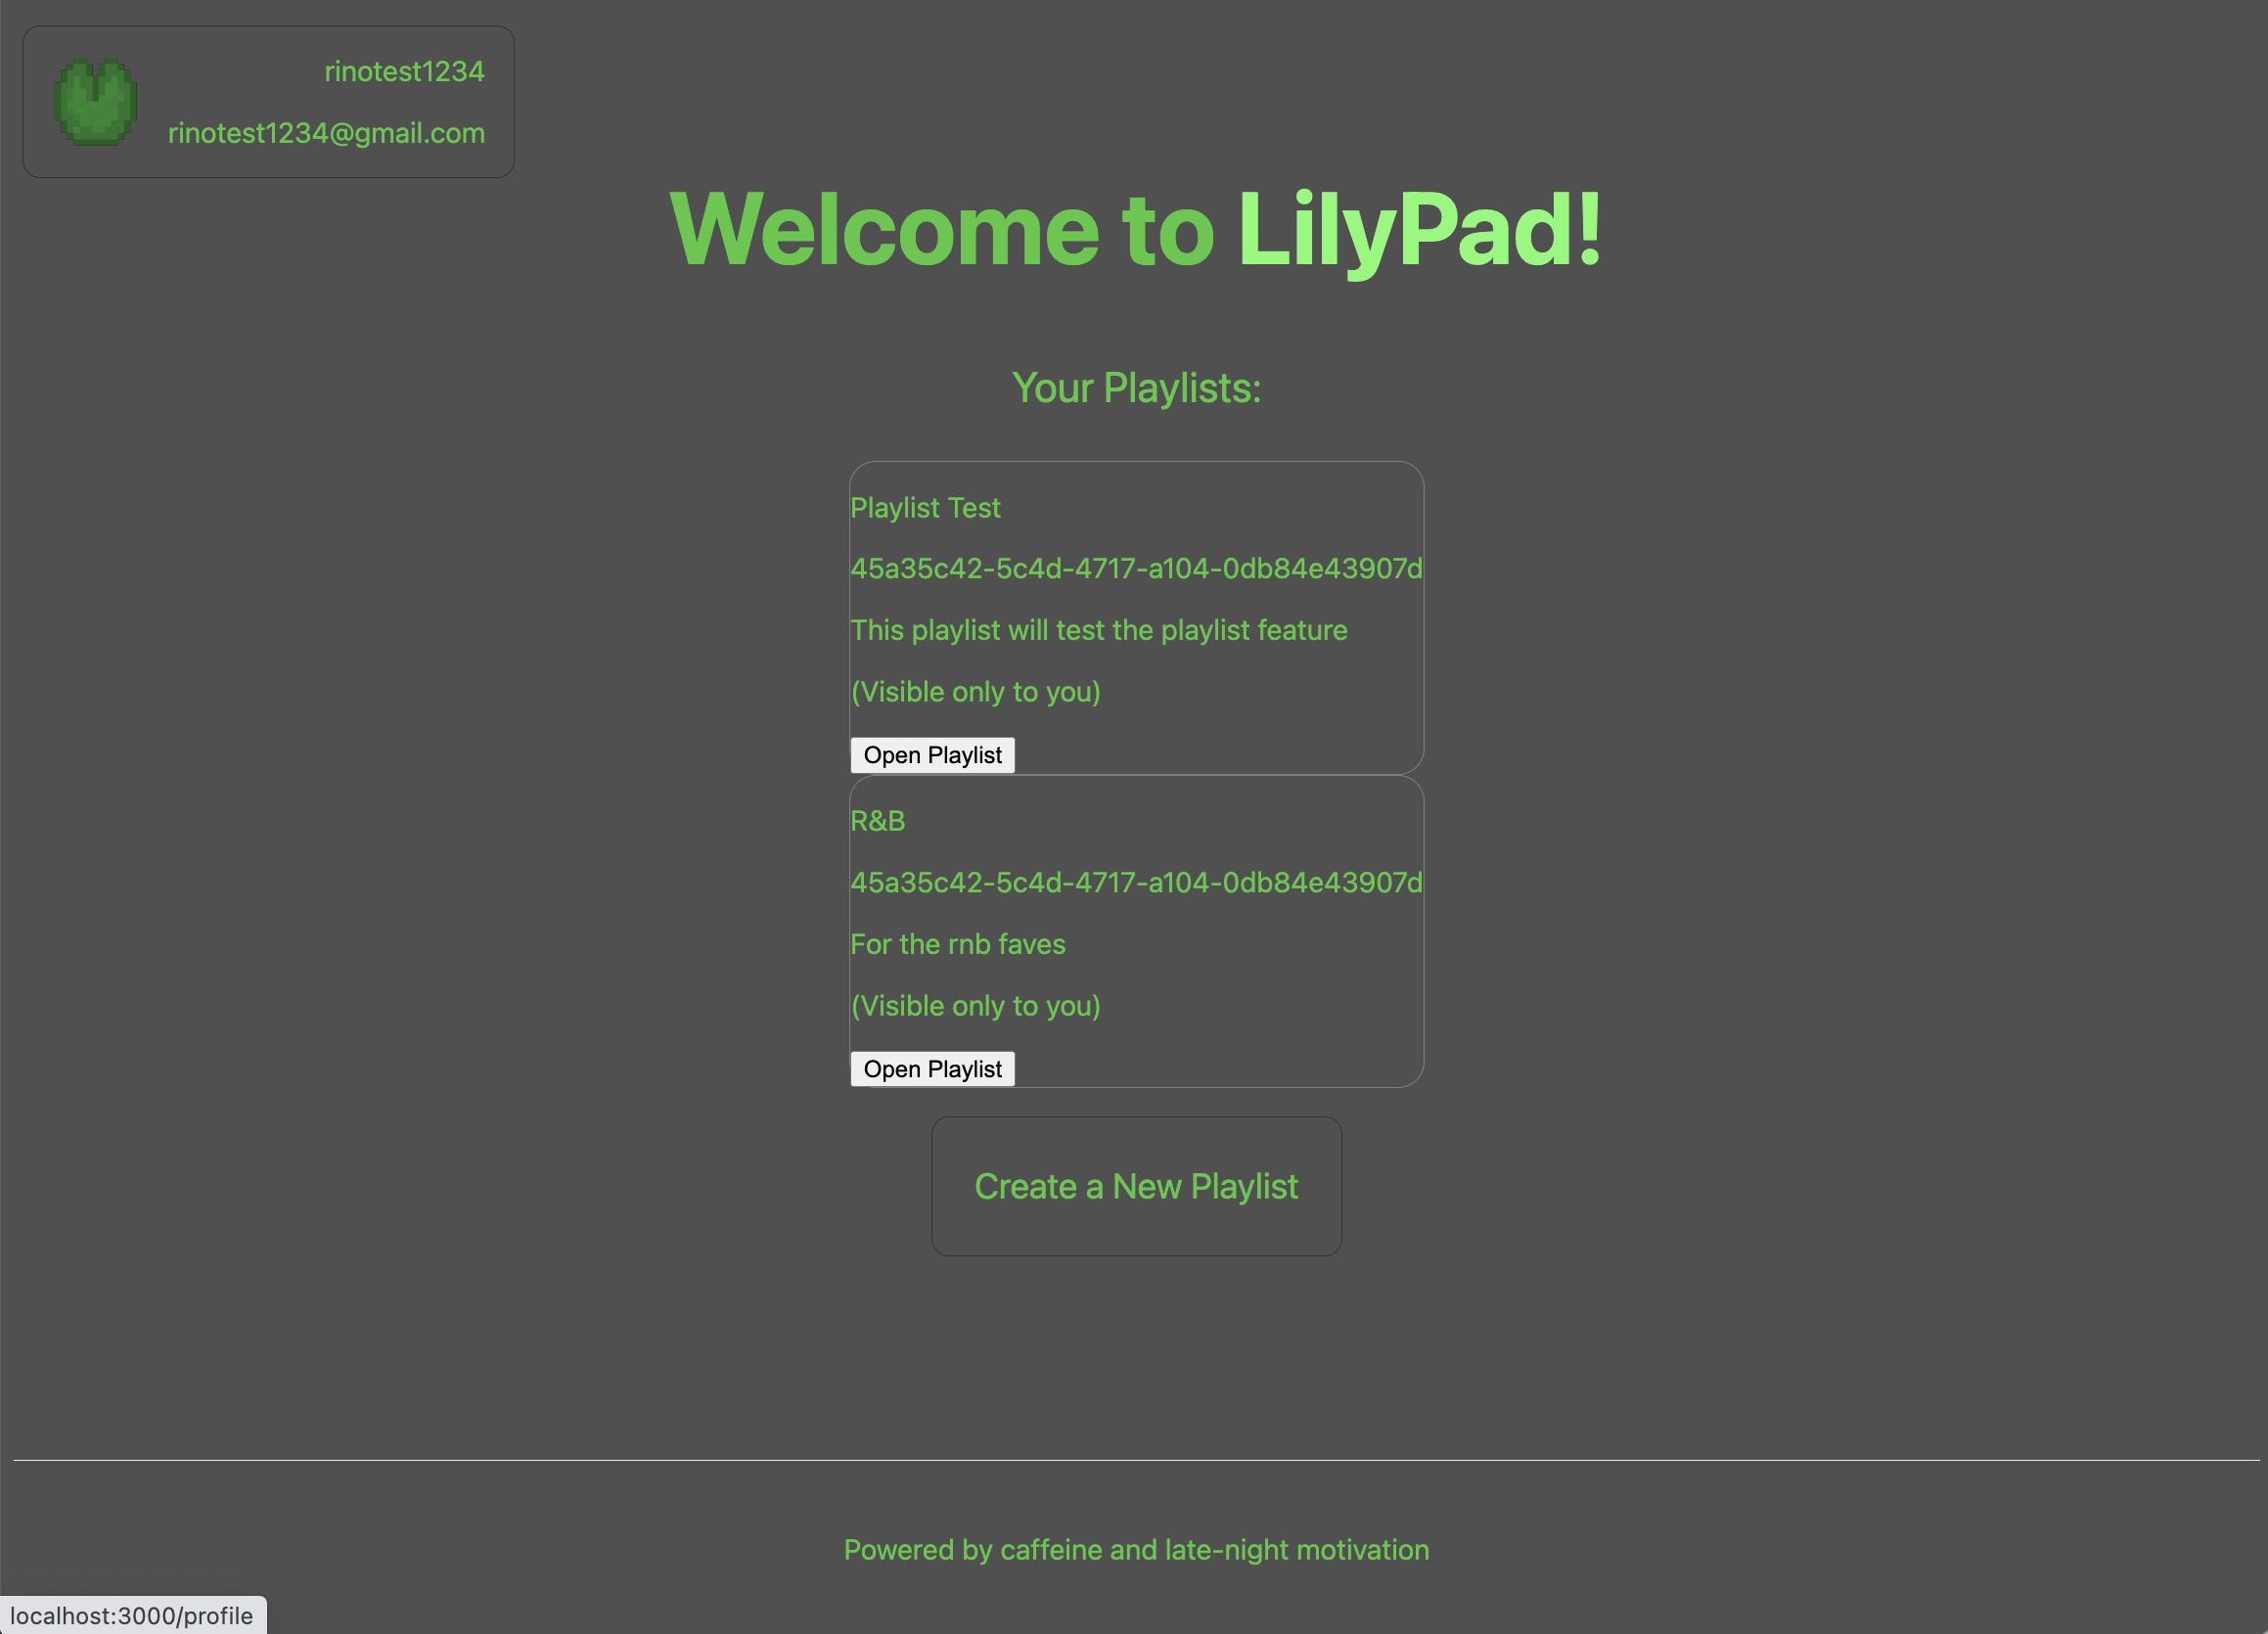 rinotest1234
rinotest1234@gmail.com
Welcome to LilyPad!
Your Playlists:
Playlist Test
45a35c42-5c4d-4717-a104-0db84e43907d
This playlist will test the playlist feature
(Visible only to you)
Open Playlist
R&B
45a35c42-5c4d-4717-a104-0db84e43907d
For the rnb faves
(Visible only to you)
Open Playlist
Create a New Playlist
Powered by caffeine and late-night motivation
localhost:3000/profile